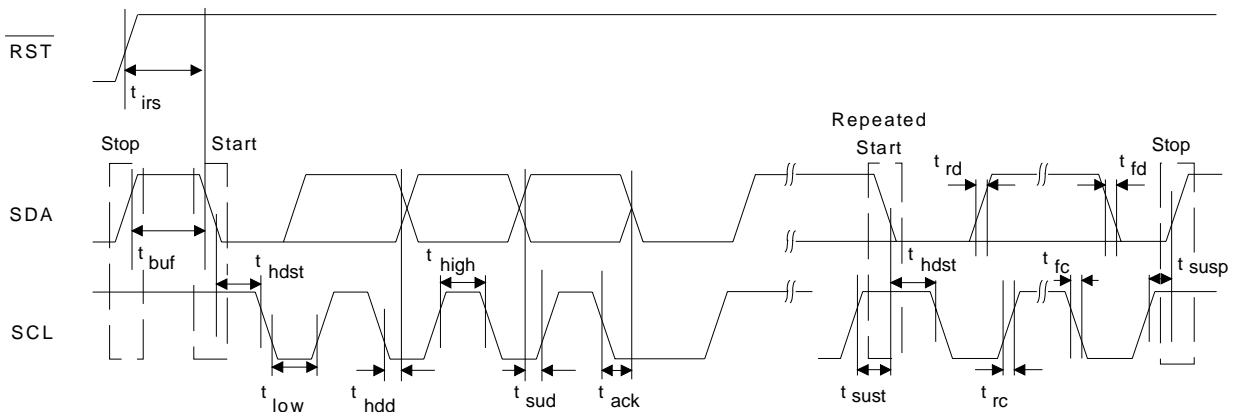 RST
t irs
Repeated
Stop Start Start Stop
t rd t fd
SDA
t buf t hdst t high t hdst t fc t susp
SCL
t low t hdd t sud t ack t sust t rc